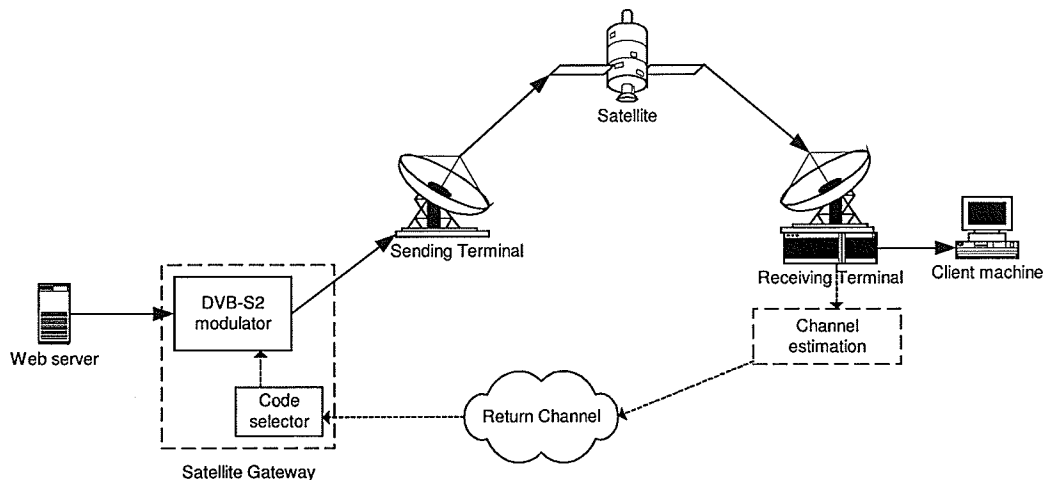 Satellite
Sending Terminal
Receiving Terminal
Client machine
DVB-S2
modulator
Web server
Channel
estimation
Code
selector
Return Channel
Satellite Gateway